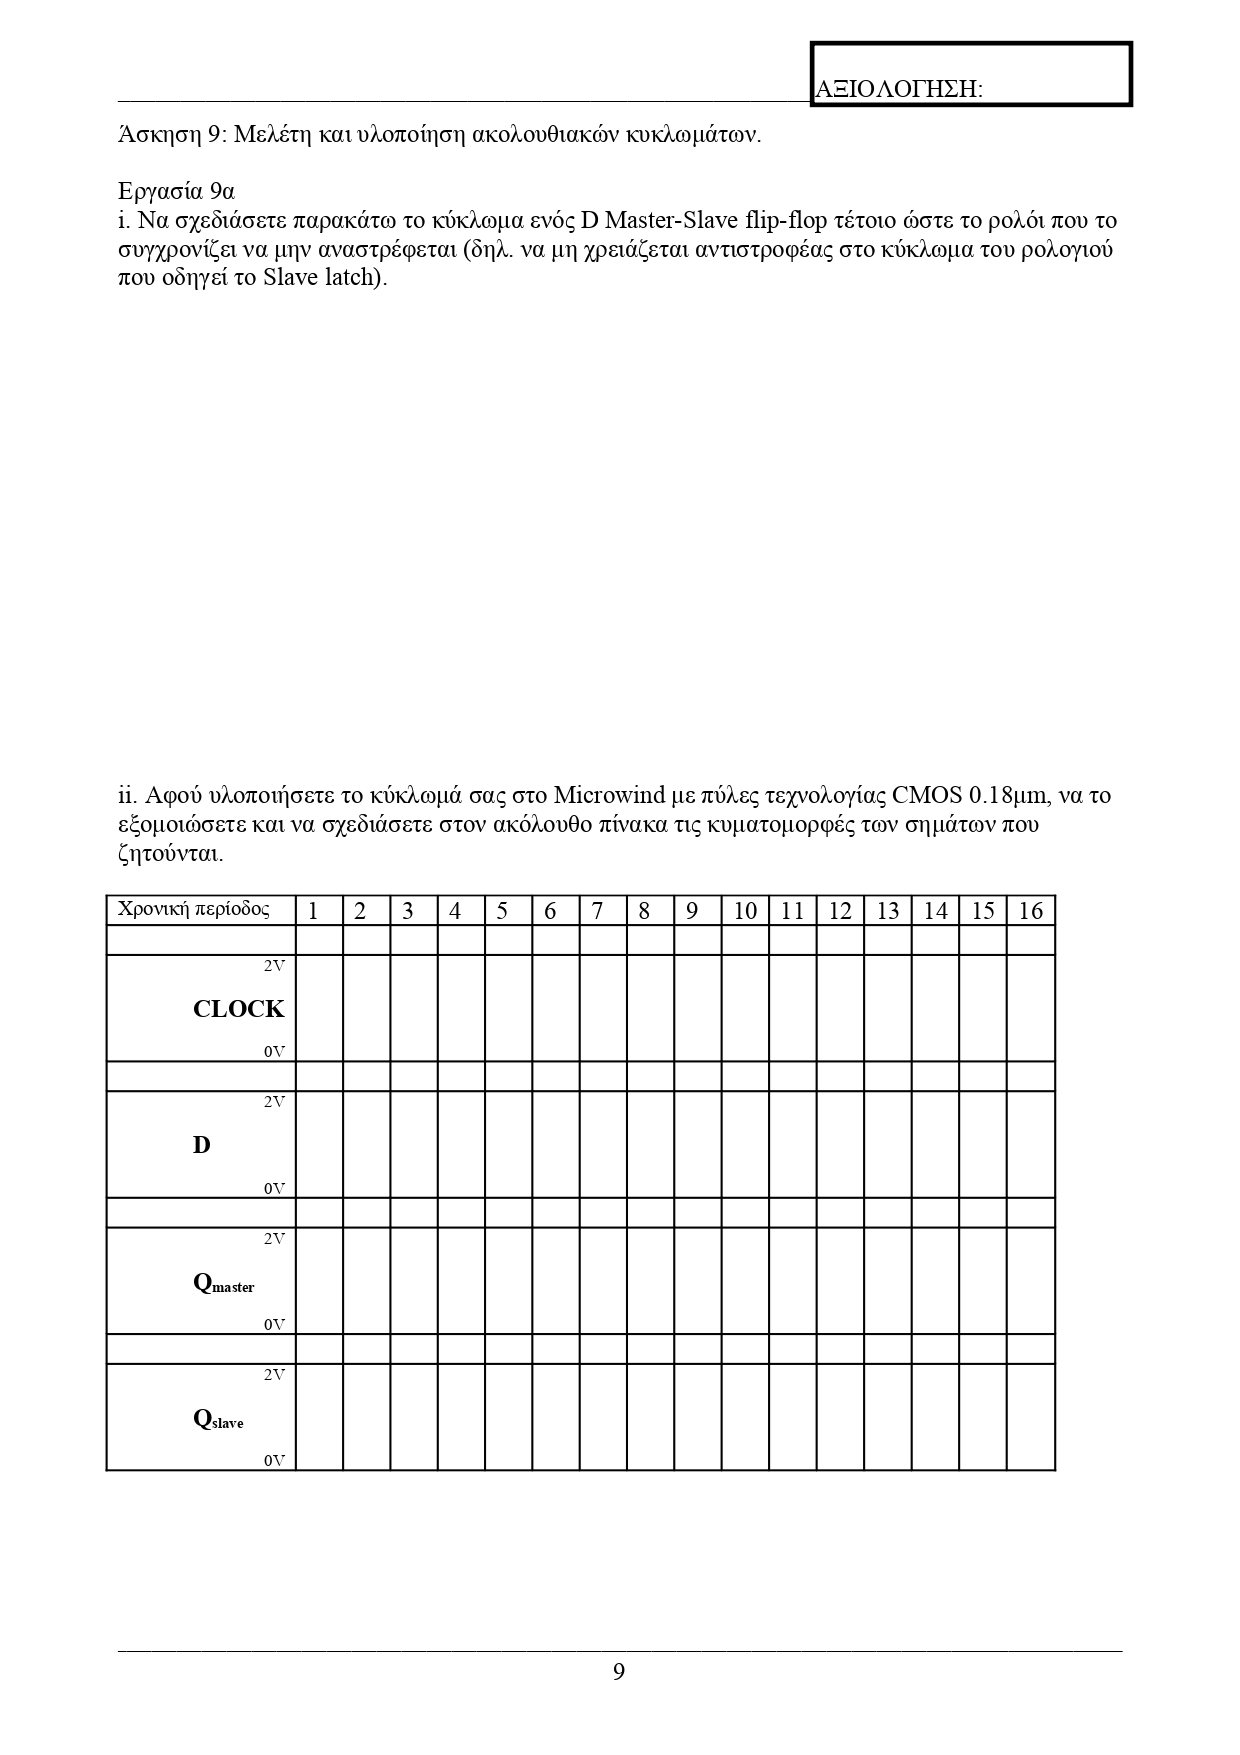 ΑΞΙΟΛΟΓΗΣΗ:
Άσκηση 9: Μελέτη και υλοποίηση ακολουθιακών κυκλωμάτων.
Εργασία 9α
i. Να σχεδιάσετε παρακάτω το κύκλωμα ενός D Master-Slave flip-flop τέτοιο ώστε το ρολόι που το
συγχρονίζει να μην αναστρέφεται (δηλ. να μη χρειάζεται αντιστροφέας στο κύκλωμα του ρολογιού
που οδηγεί το Slave latch).
ii. Αφού υλοποιήσετε το κύκλωμά σας στο Microwind με πύλες τεχνολογίας CMOS 0.18μm, να το
εξομοιώσετε και να σχεδιάσετε στον ακόλουθο πίνακα τις κυματομορφές των σημάτων που
ζητούνται.
Χρονική περίοδος 1 2 3 4 5 6 7 8 9 10 11 12 13 14 15 16
2V
CLOCK
0V
2V
D
0V
2V
Qmaster
0V
2V
Qslave
0V
9